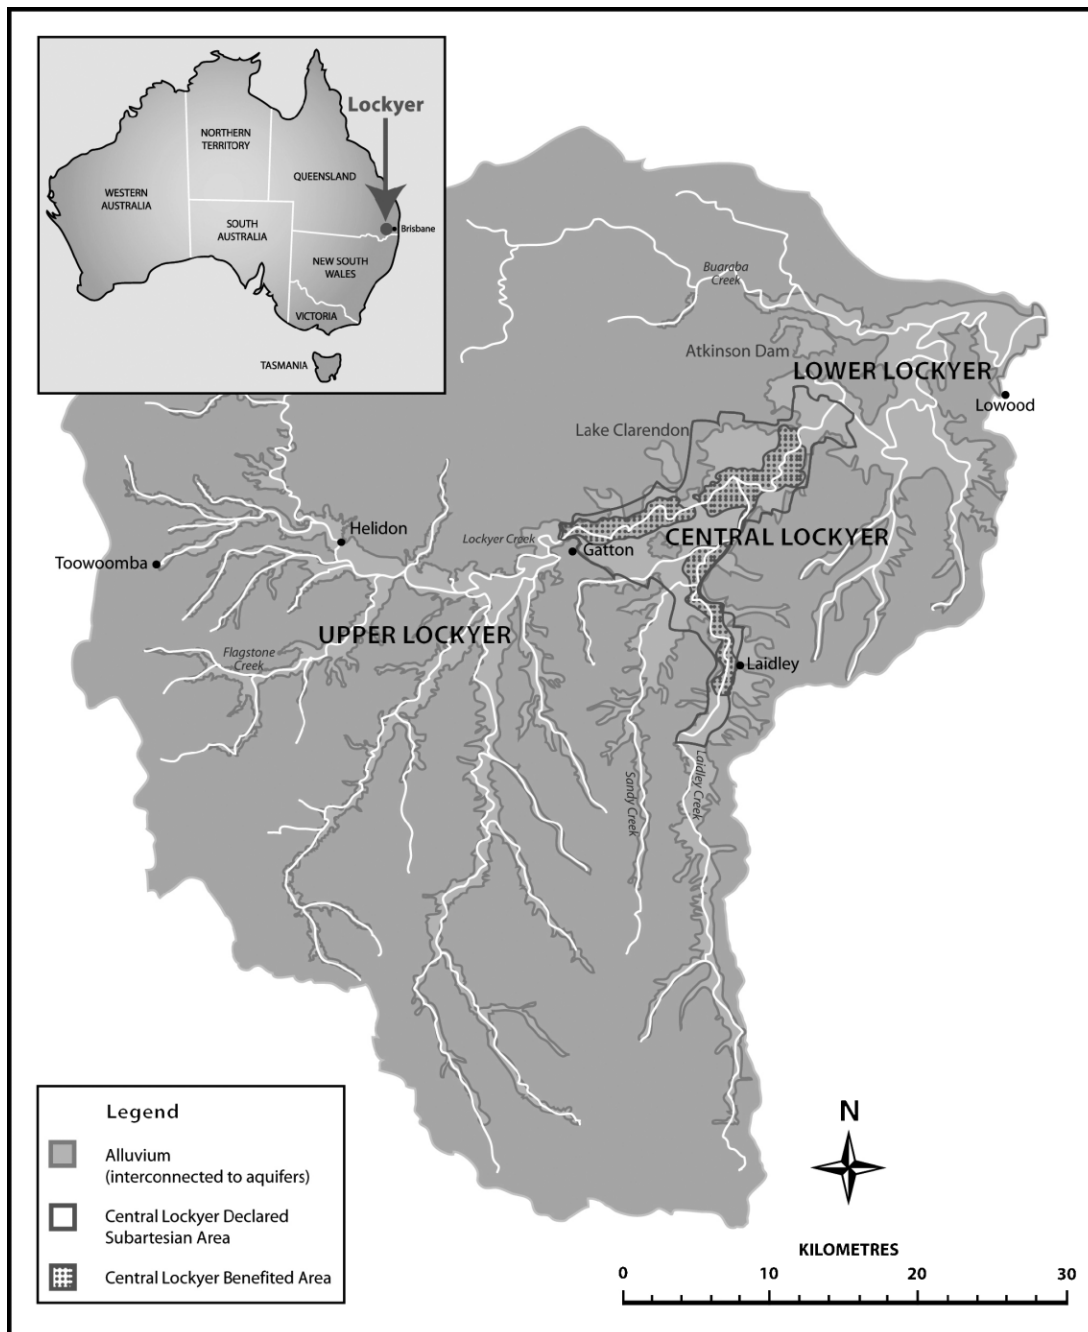 Lockyer
NORTHERN
TERRITORY
QUEENSLAND
WESTERN
AUSTRALIA
SOUTH
AUSTRALIA
Brisbane
NEW SOUTH
WALES
VICTORIA
TASMANIA
Buaraba
Creek
Atkinson Dam
LOWER LOCKYER
Lowood
Lake Clarendon
Helidon
Lockyer Creek
CENTRAL LOCKYER
Gatton
Toowoomba
UPPER LOCKYER
Flagstone
Creek
Laidley
Sandy Creek
Laidley Creek
Legend
Alluvium
(interconnected to aquifers)
Central Lockyer Declared
Subartesian Area
Central Lockyer Benefited Area
N
KILOMETRES
0 10 20 30